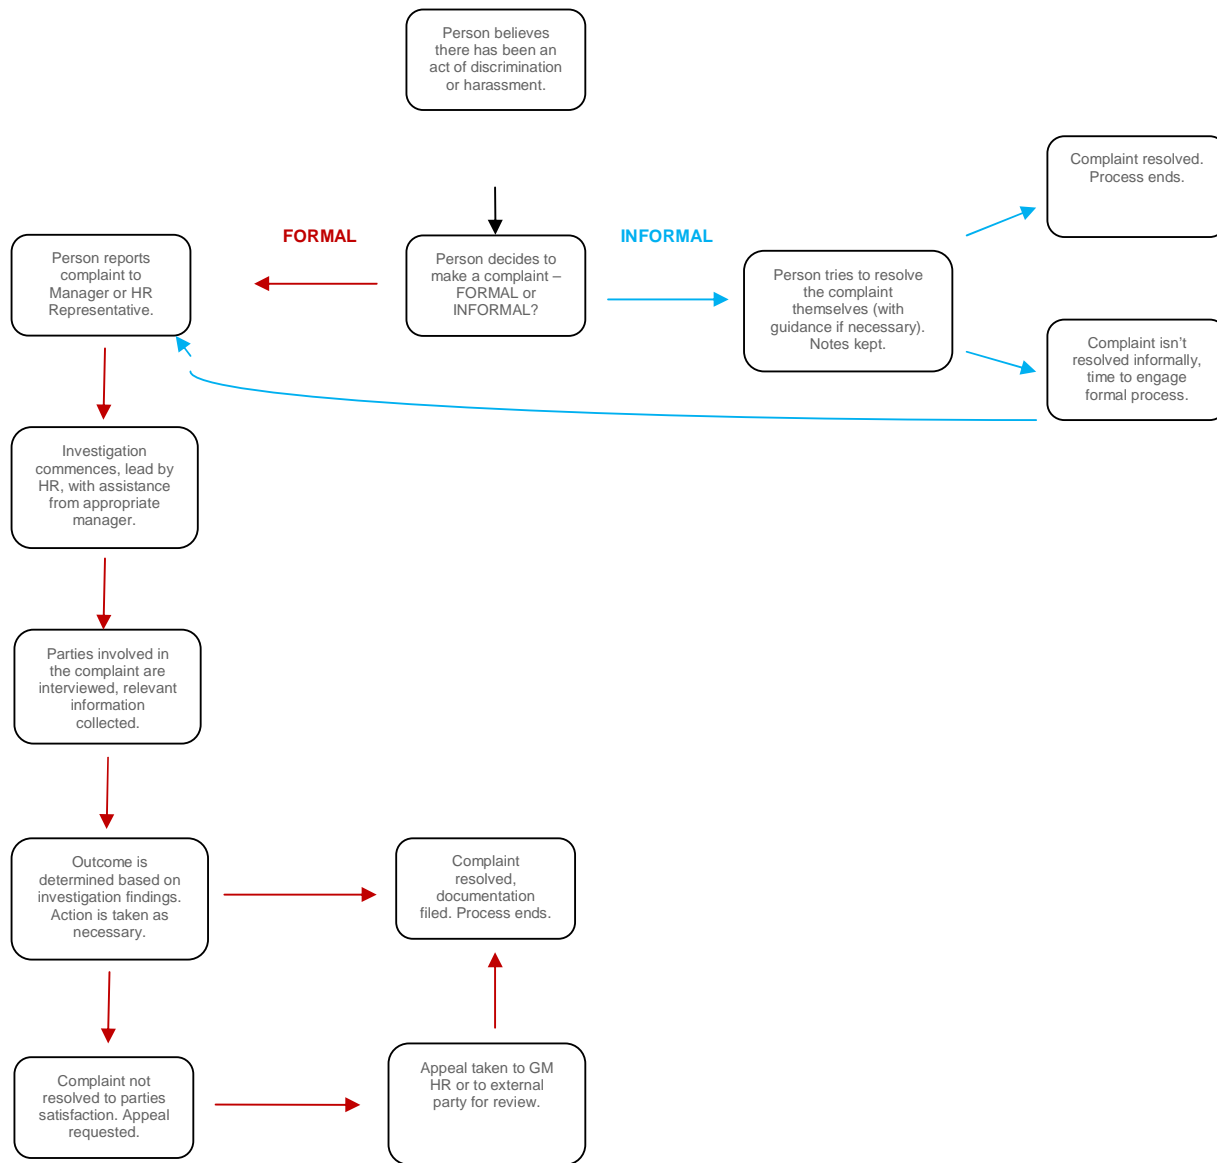 Person believes
there has been an
act of discrimination
or harassment.
Complaint resolved.
Process ends.
FORMAL
INFORMAL
Person reports
complaint to
Manager or HR
Representative.
Person decides to
make a complaint –
FORMAL or
INFORMAL?
Person tries to resolve
the complaint
themselves (with
guidance if necessary).
Notes kept.
Complaint isn’t
resolved informally,
time to engage
formal process.
Investigation
commences, lead by
HR, with assistance
from appropriate
manager.
Parties involved in
the complaint are
interviewed, relevant
information
collected.
Outcome is
determined based on
investigation findings.
Action is taken as
necessary.
Complaint
resolved,
documentation
filed. Process ends.
Complaint not
resolved to parties
satisfaction. Appeal
requested.
Appeal taken to GM
HR or to external
party for review.